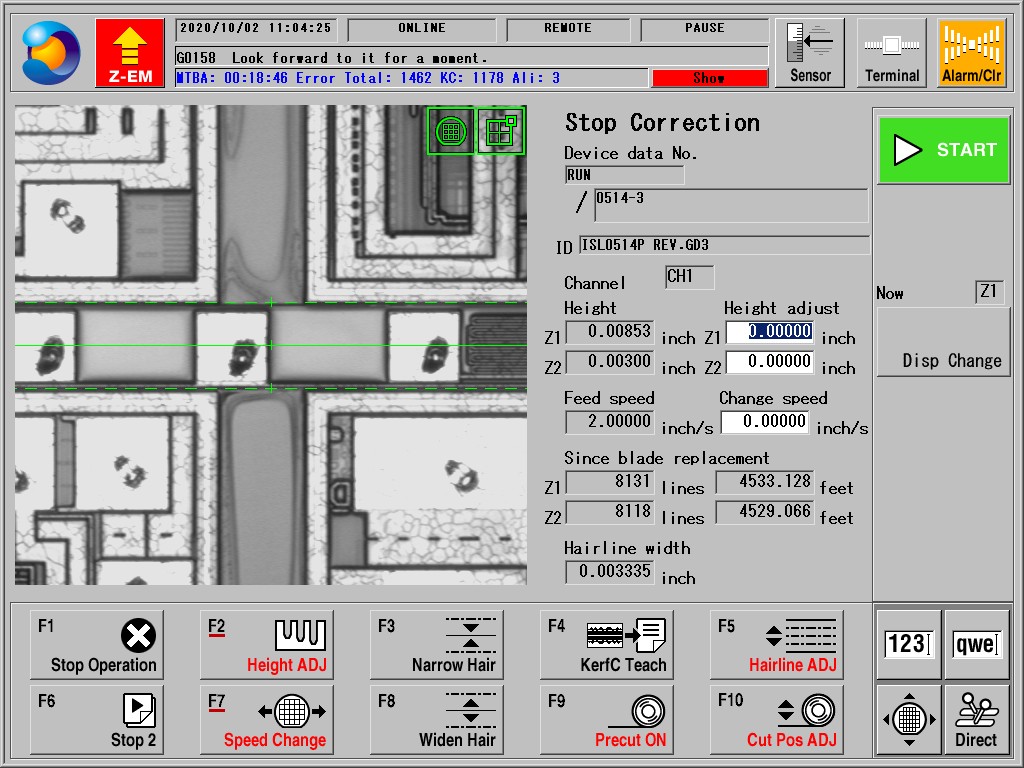 2020/10/02 11:04:25 ONLINE REMOTE PAUSE
G0158 Look forward to it for a moment.
MTBA: 00:18:46 Error Total: 1462 KC: 1178 Ali: 3 Show
Z-EM
Sensor Terminal Alarm/Clr
Stop Correction
Device data No.
RUN
/ 0514-3
ID ISL0514P REV.GD3
Channel CH1
Height Height adjust
Z1 0.00853 inch Z1 0.00000 inch
Z2 0.00300 inch Z2 0.00000 inch
Feed speed Change speed
2.00000 inch/s 0.00000 inch/s
Since blade replacement
Z1 8131 lines 4533.128 feet
Z2 8118 lines 4529.066 feet
Hairline width
0.003335 inch
START
Now Z1
Disp Change
F1 Stop Operation
F2 Height ADJ
F3 Narrow Hair
F4 KerfC Teach
F5 Hairline ADJ
F6 Stop 2
F7 Speed Change
F8 Widen Hair
F9 Precut ON
F10 Cut Pos ADJ
123 qwe
Direct